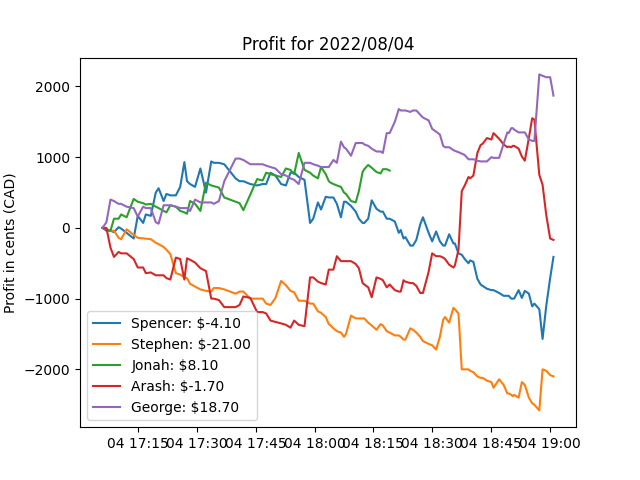 Profit for 2022/08/04
Profit in cents (CAD)
2000
1000
0
−1000
−2000
Spencer: $-4.10
Stephen: $-21.00
Jonah: $8.10
Arash: $-1.70
George: $18.70
04 17:15 04 17:30 04 17:45 04 18:00 04 18:15 04 18:30 04 18:45 04 19:00